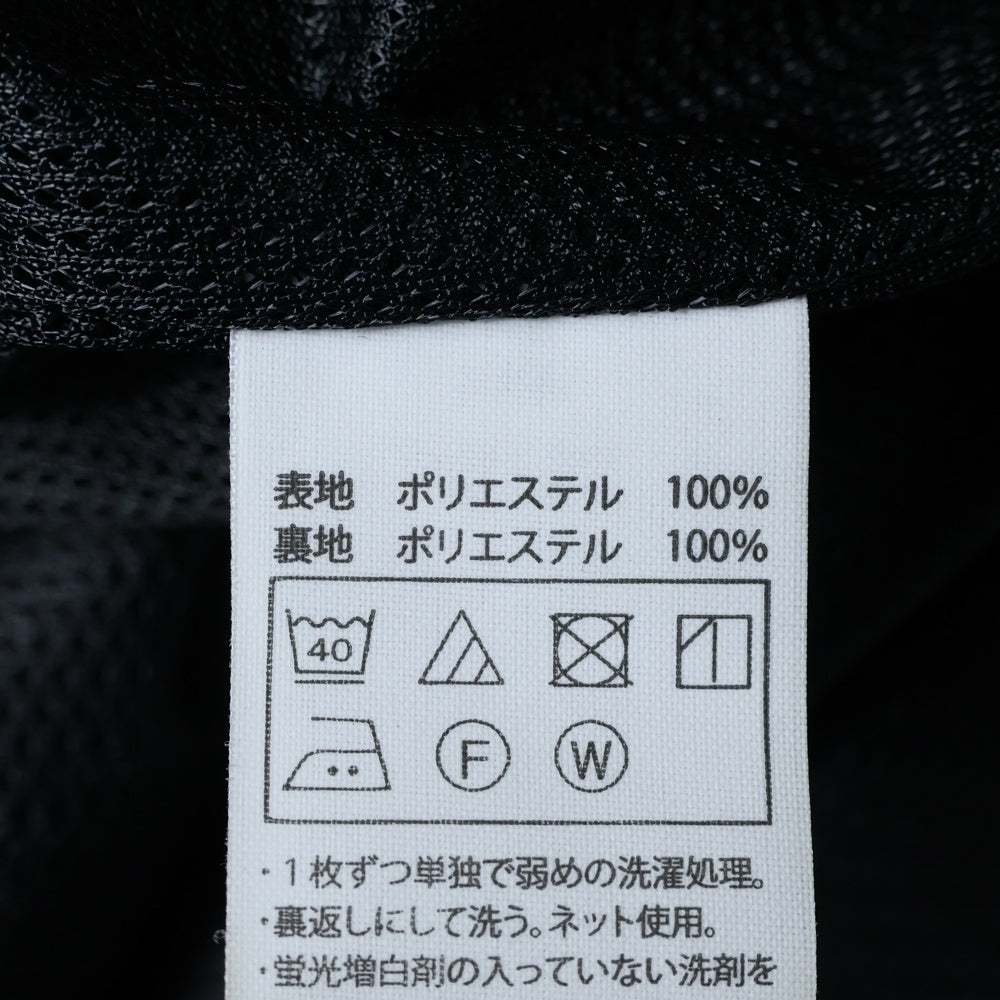 表地 ポリエステル 100%
裏地 ポリエステル 100%
40
F W
・1枚ずつ単独で弱めの洗濯処理。
・裏返しにして洗う。ネット使用。
・蛍光増白剤の入っていない洗剤を